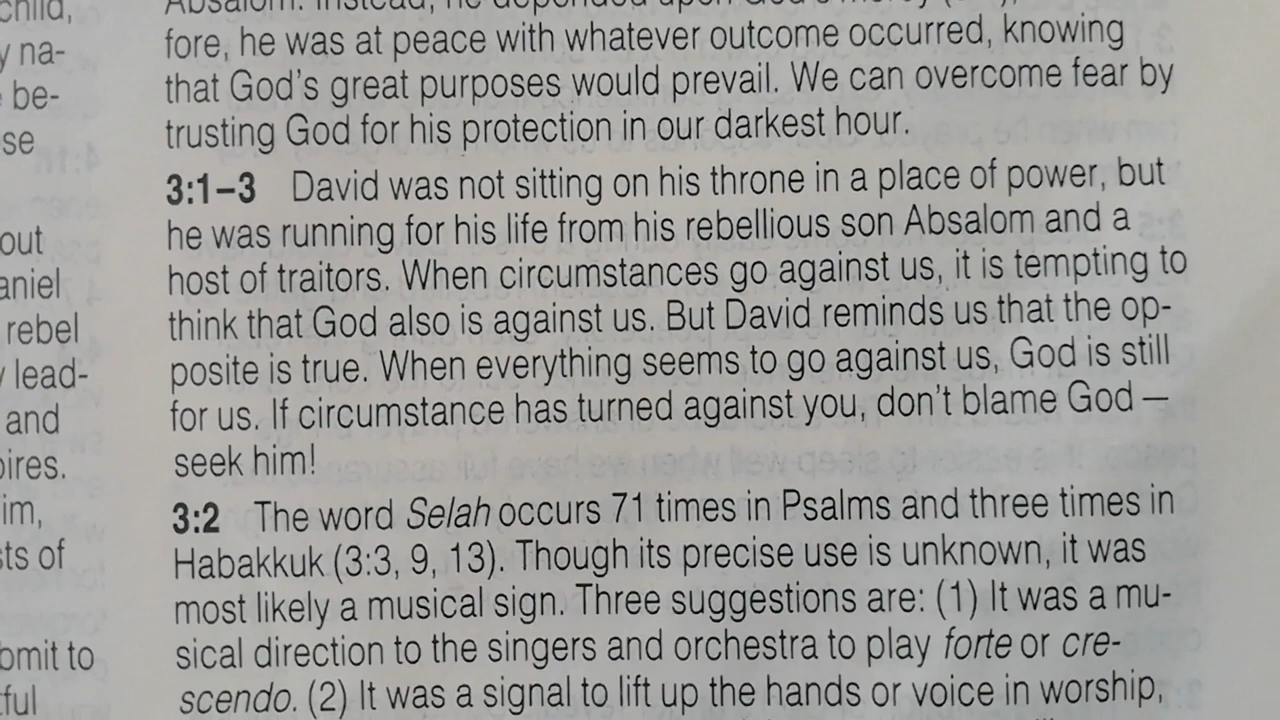 child,
y na-
be-
se
out
aniel
rebel
lead-
and
pires.
im,
sts of
bmit to
tful
fore, he was at peace with whatever outcome occurred, knowing
that God's great purposes would prevail. We can overcome fear by
trusting God for his protection in our darkest hour.
3:1–3 David was not sitting on his throne in a place of power, but
he was running for his life from his rebellious son Absalom and a
host of traitors. When circumstances go against us, it is tempting to
think that God also is against us. But David reminds us that the op-
posite is true. When everything seems to go against us, God is still
for us. If circumstance has turned against you, don't blame God —
seek him!
3:2 The word Selah occurs 71 times in Psalms and three times in
Habakkuk (3:3, 9, 13). Though its precise use is unknown, it was
most likely a musical sign. Three suggestions are: (1) It was a mu-
sical direction to the singers and orchestra to play forte or cre-
scendo. (2) It was a signal to lift up the hands or voice in worship,